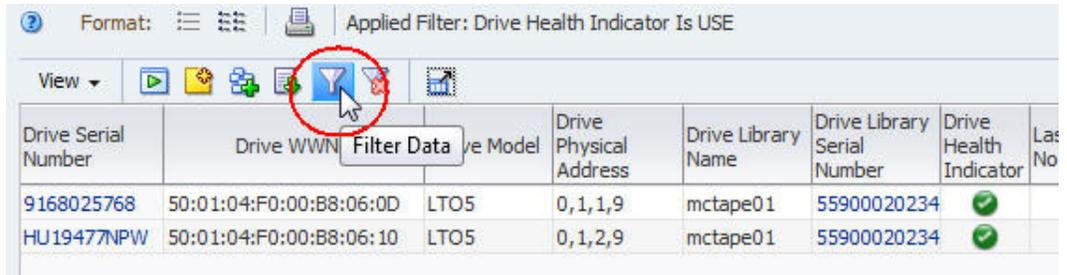 Format: Applied Filter: Drive Health Indicator Is USE
View
Drive Serial Number Drive WWN ve Model Drive Physical Address Drive Library Name Drive Library Serial Number Drive Health Indicator Las No
Filter Data
9168025768 50:01:04:F0:00:B8:06:0D LTO5 0,1,1,9 mctape01 55900020234
HU19477NPW 50:01:04:F0:00:B8:06:10 LTO5 0,1,2,9 mctape01 55900020234